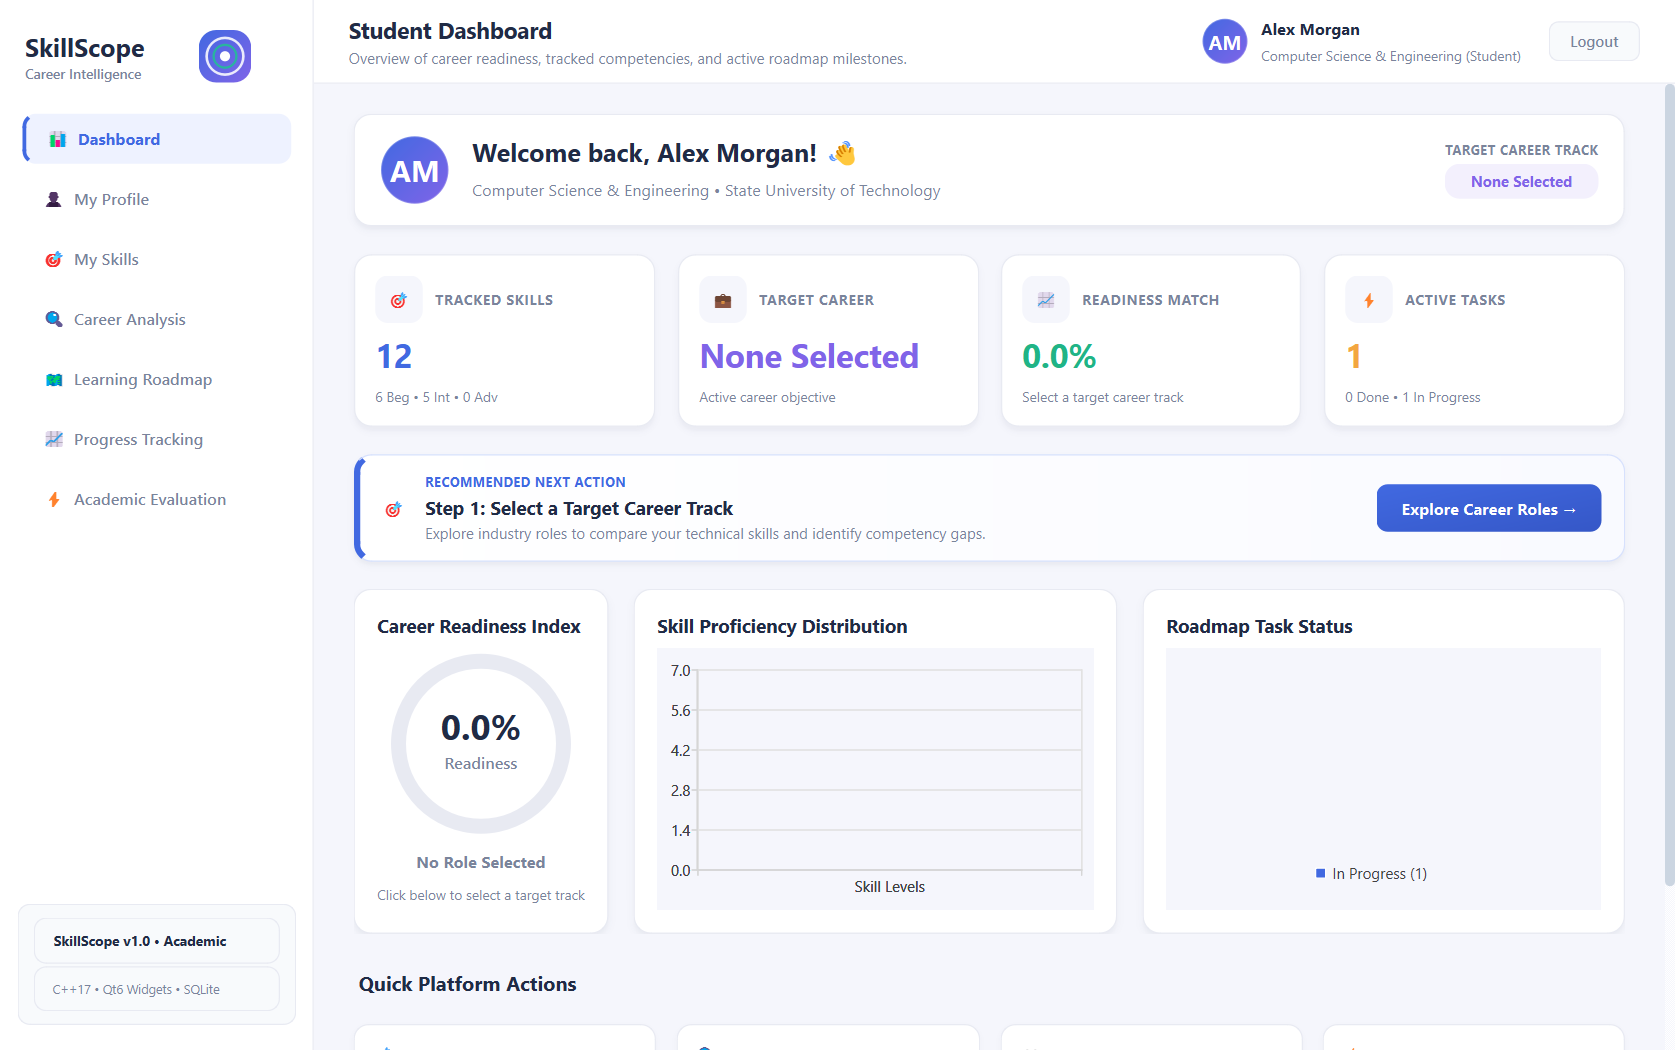 SkillScope
Career Intelligence
Dashboard
My Profile
My Skills
Career Analysis
Learning Roadmap
Progress Tracking
Academic Evaluation
SkillScope v1.0 • Academic
C++17 • Qt6 Widgets • SQLite
Student Dashboard
Overview of career readiness, tracked competencies, and active roadmap milestones.
AM
Alex Morgan
Computer Science & Engineering (Student)
Logout
AM
Welcome back, Alex Morgan! 👋
Computer Science & Engineering • State University of Technology
TARGET CAREER TRACK
None Selected
TRACKED SKILLS
12
6 Beg • 5 Int • 0 Adv
TARGET CAREER
None Selected
Active career objective
READINESS MATCH
0.0%
Select a target career track
ACTIVE TASKS
1
0 Done • 1 In Progress
RECOMMENDED NEXT ACTION
Step 1: Select a Target Career Track
Explore industry roles to compare your technical skills and identify competency gaps.
Explore Career Roles →
Career Readiness Index
0.0%
Readiness
No Role Selected
Click below to select a target track
Skill Proficiency Distribution
7.0
5.6
4.2
2.8
1.4
0.0
Skill Levels
Roadmap Task Status
In Progress (1)
Quick Platform Actions